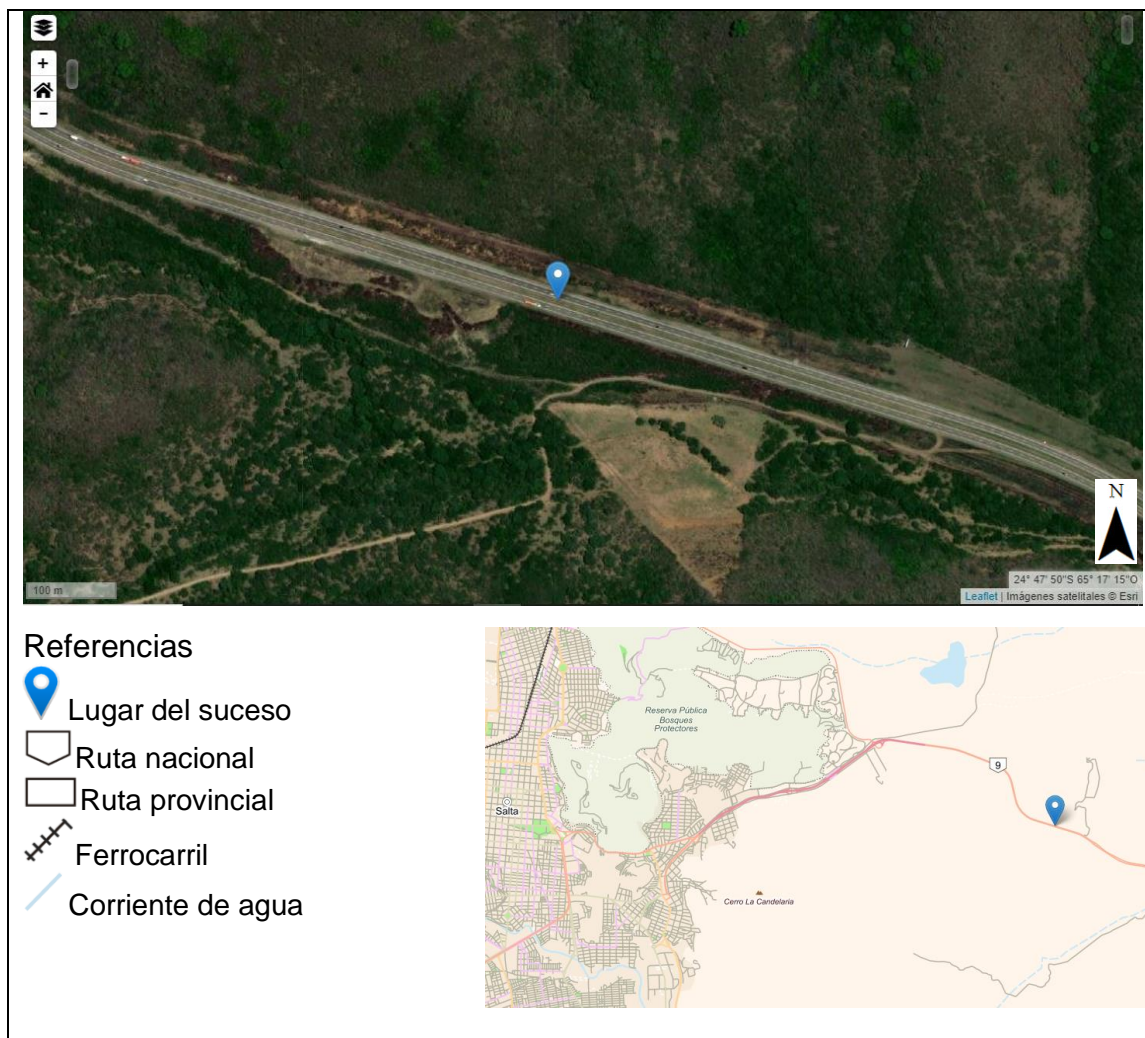 +
−
N
100 m
24° 47' 50"S 65° 17' 15"O
Leaflet | Imágenes satelitales © Esri
Referencias
Lugar del suceso
Ruta nacional
Ruta provincial
Ferrocarril
Corriente de agua
Reserva Pública
Bosques
Protectores
9
Salta
Cerro La Candelaria